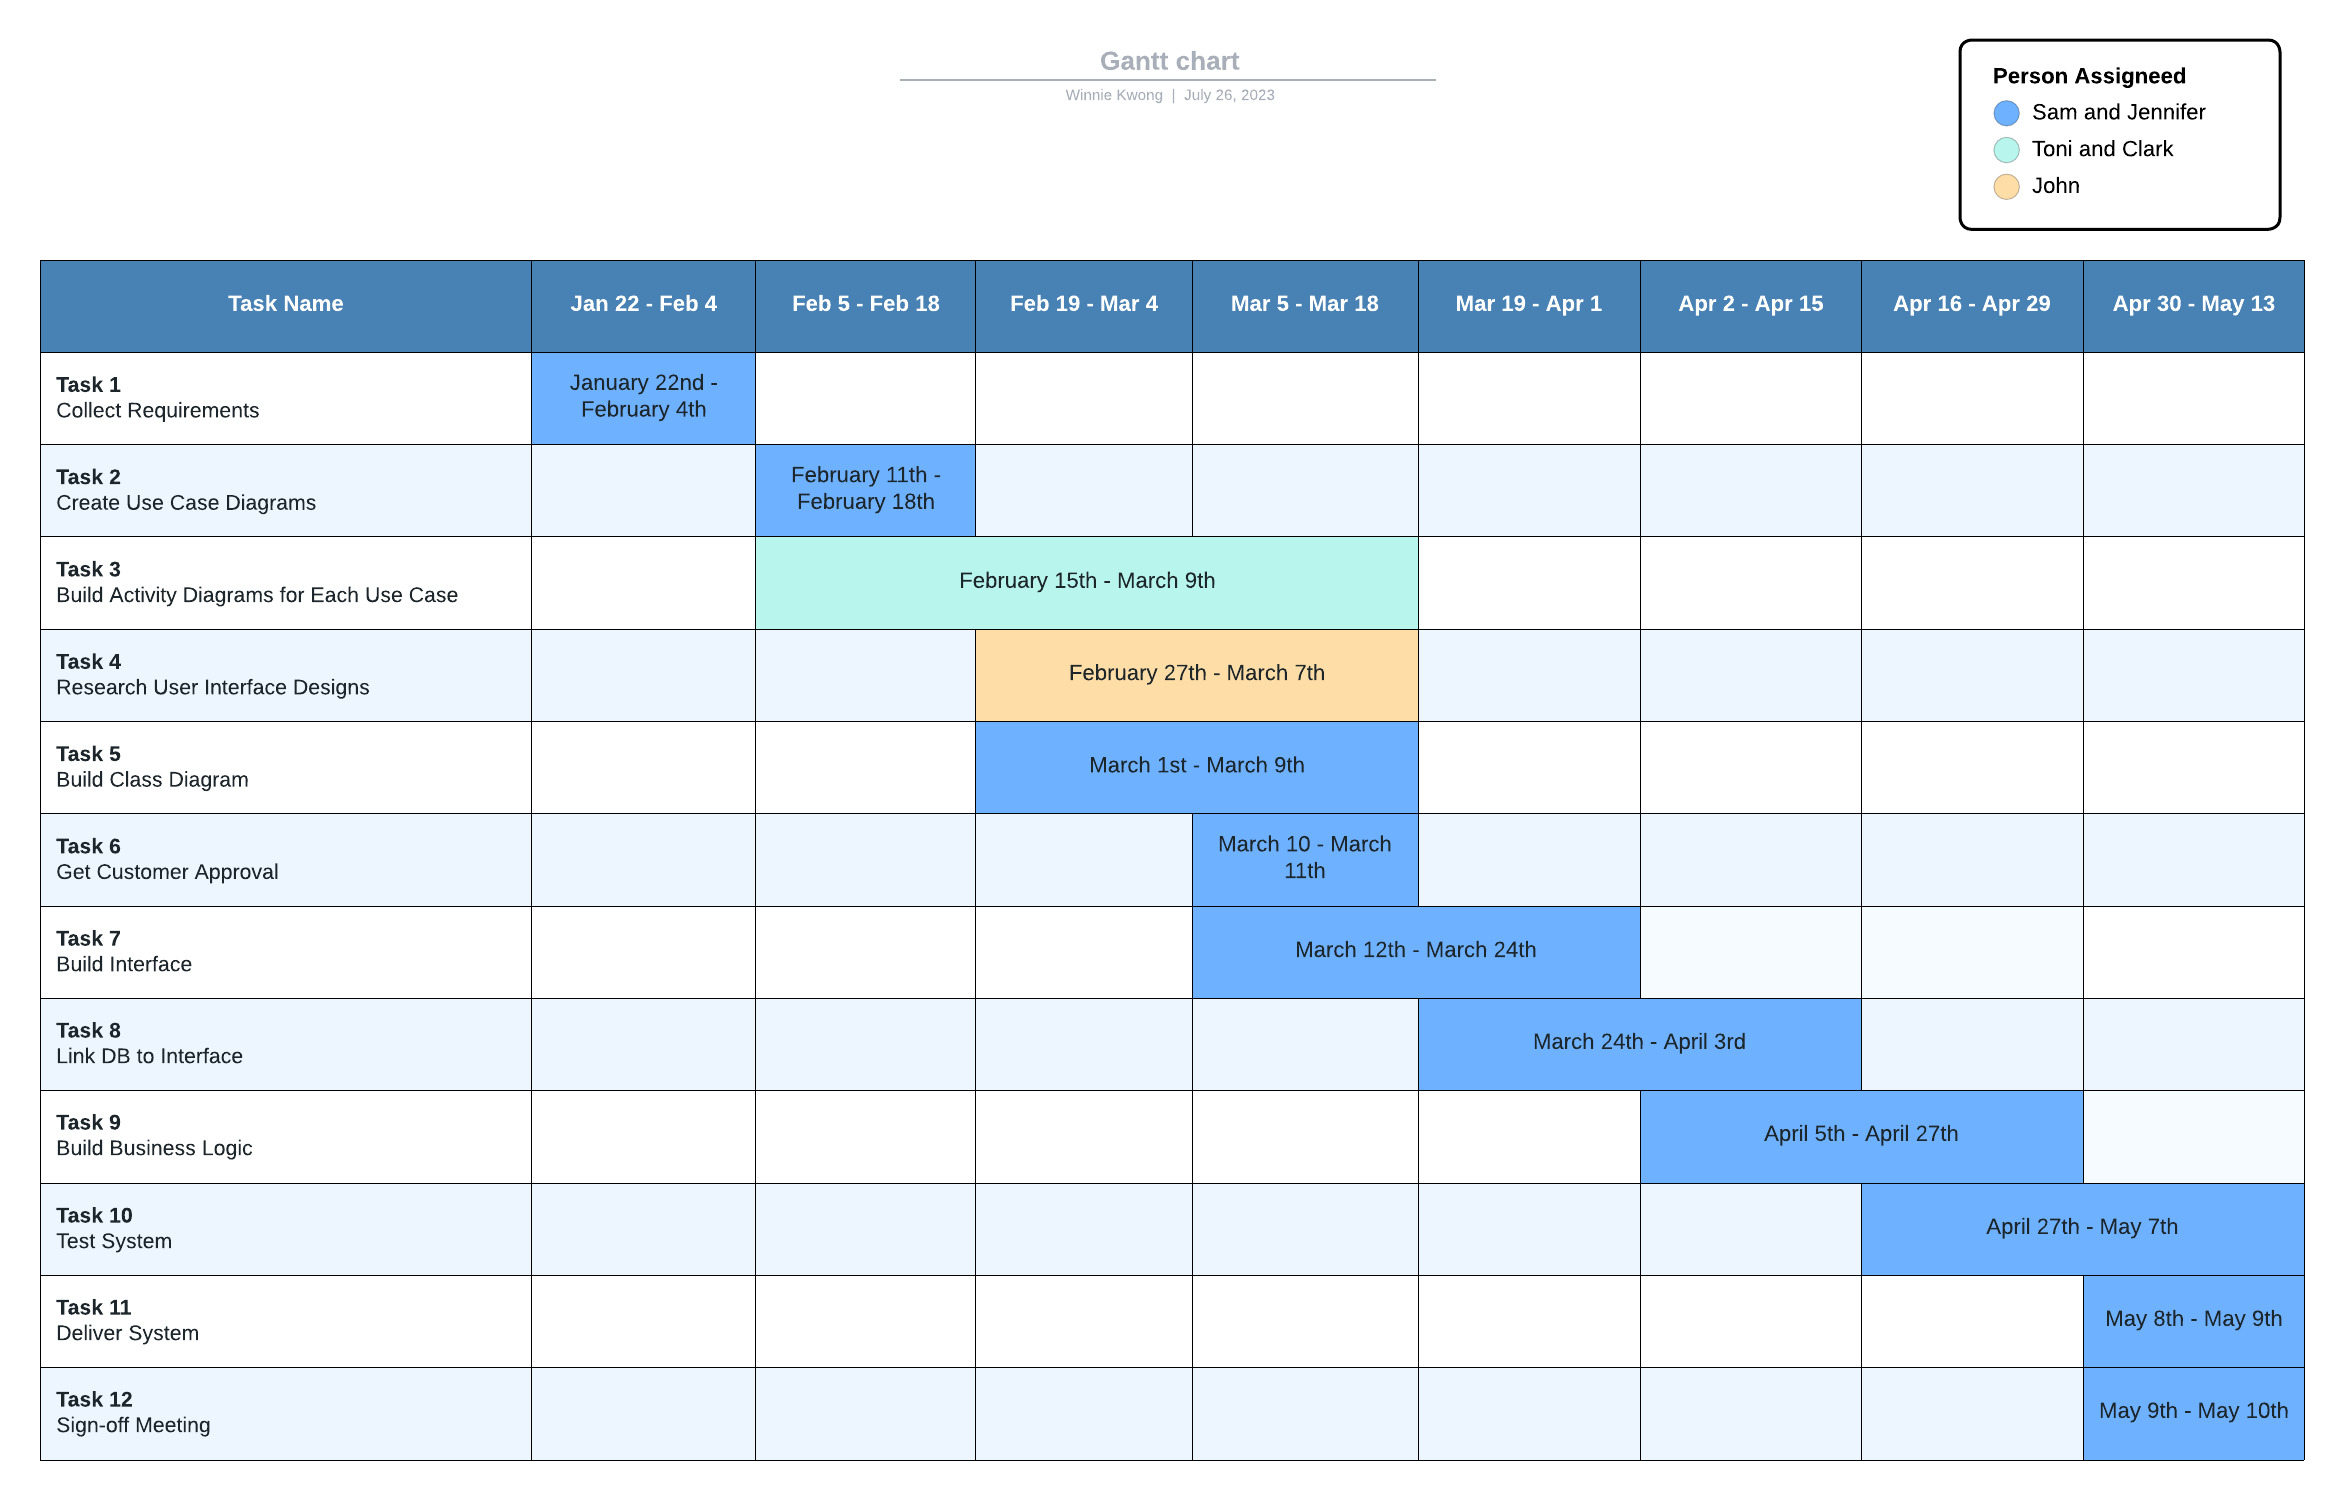 Gantt chart
Winnie Kwong | July 26, 2023
Person Assigneed
Sam and Jennifer
Toni and Clark
John
Task Name
Jan 22 - Feb 4
Feb 5 - Feb 18
Feb 19 - Mar 4
Mar 5 - Mar 18
Mar 19 - Apr 1
Apr 2 - Apr 15
Apr 16 - Apr 29
Apr 30 - May 13
Task 1
Collect Requirements
January 22nd -
February 4th
Task 2
Create Use Case Diagrams
February 11th -
February 18th
Task 3
Build Activity Diagrams for Each Use Case
February 15th - March 9th
Task 4
Research User Interface Designs
February 27th - March 7th
Task 5
Build Class Diagram
March 1st - March 9th
Task 6
Get Customer Approval
March 10 - March
11th
Task 7
Build Interface
March 12th - March 24th
Task 8
Link DB to Interface
March 24th - April 3rd
Task 9
Build Business Logic
April 5th - April 27th
Task 10
Test System
April 27th - May 7th
Task 11
Deliver System
May 8th - May 9th
Task 12
Sign-off Meeting
May 9th - May 10th